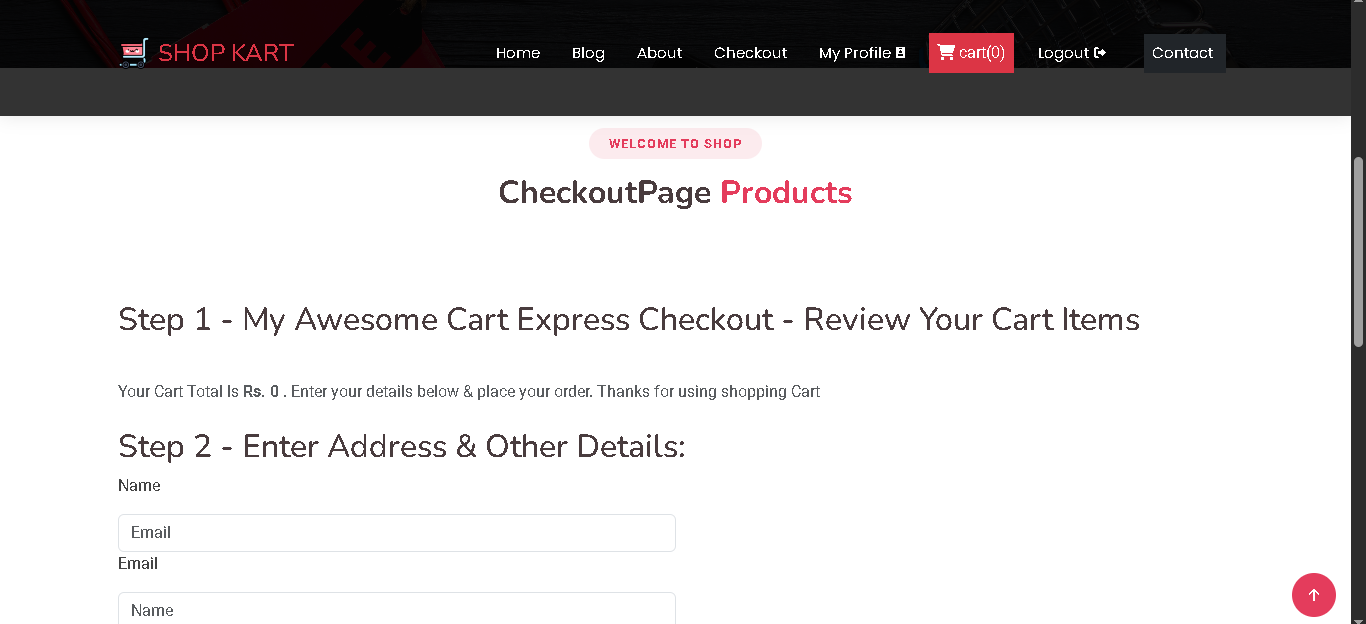 SHOP KART
Home Blog About Checkout My Profile cart(0) Logout Contact
WELCOME TO SHOP
CheckoutPage Products
Step 1 - My Awesome Cart Express Checkout - Review Your Cart Items
Your Cart Total Is Rs. 0 . Enter your details below & place your order. Thanks for using shopping Cart
Step 2 - Enter Address & Other Details:
Name
Email
Email
Name